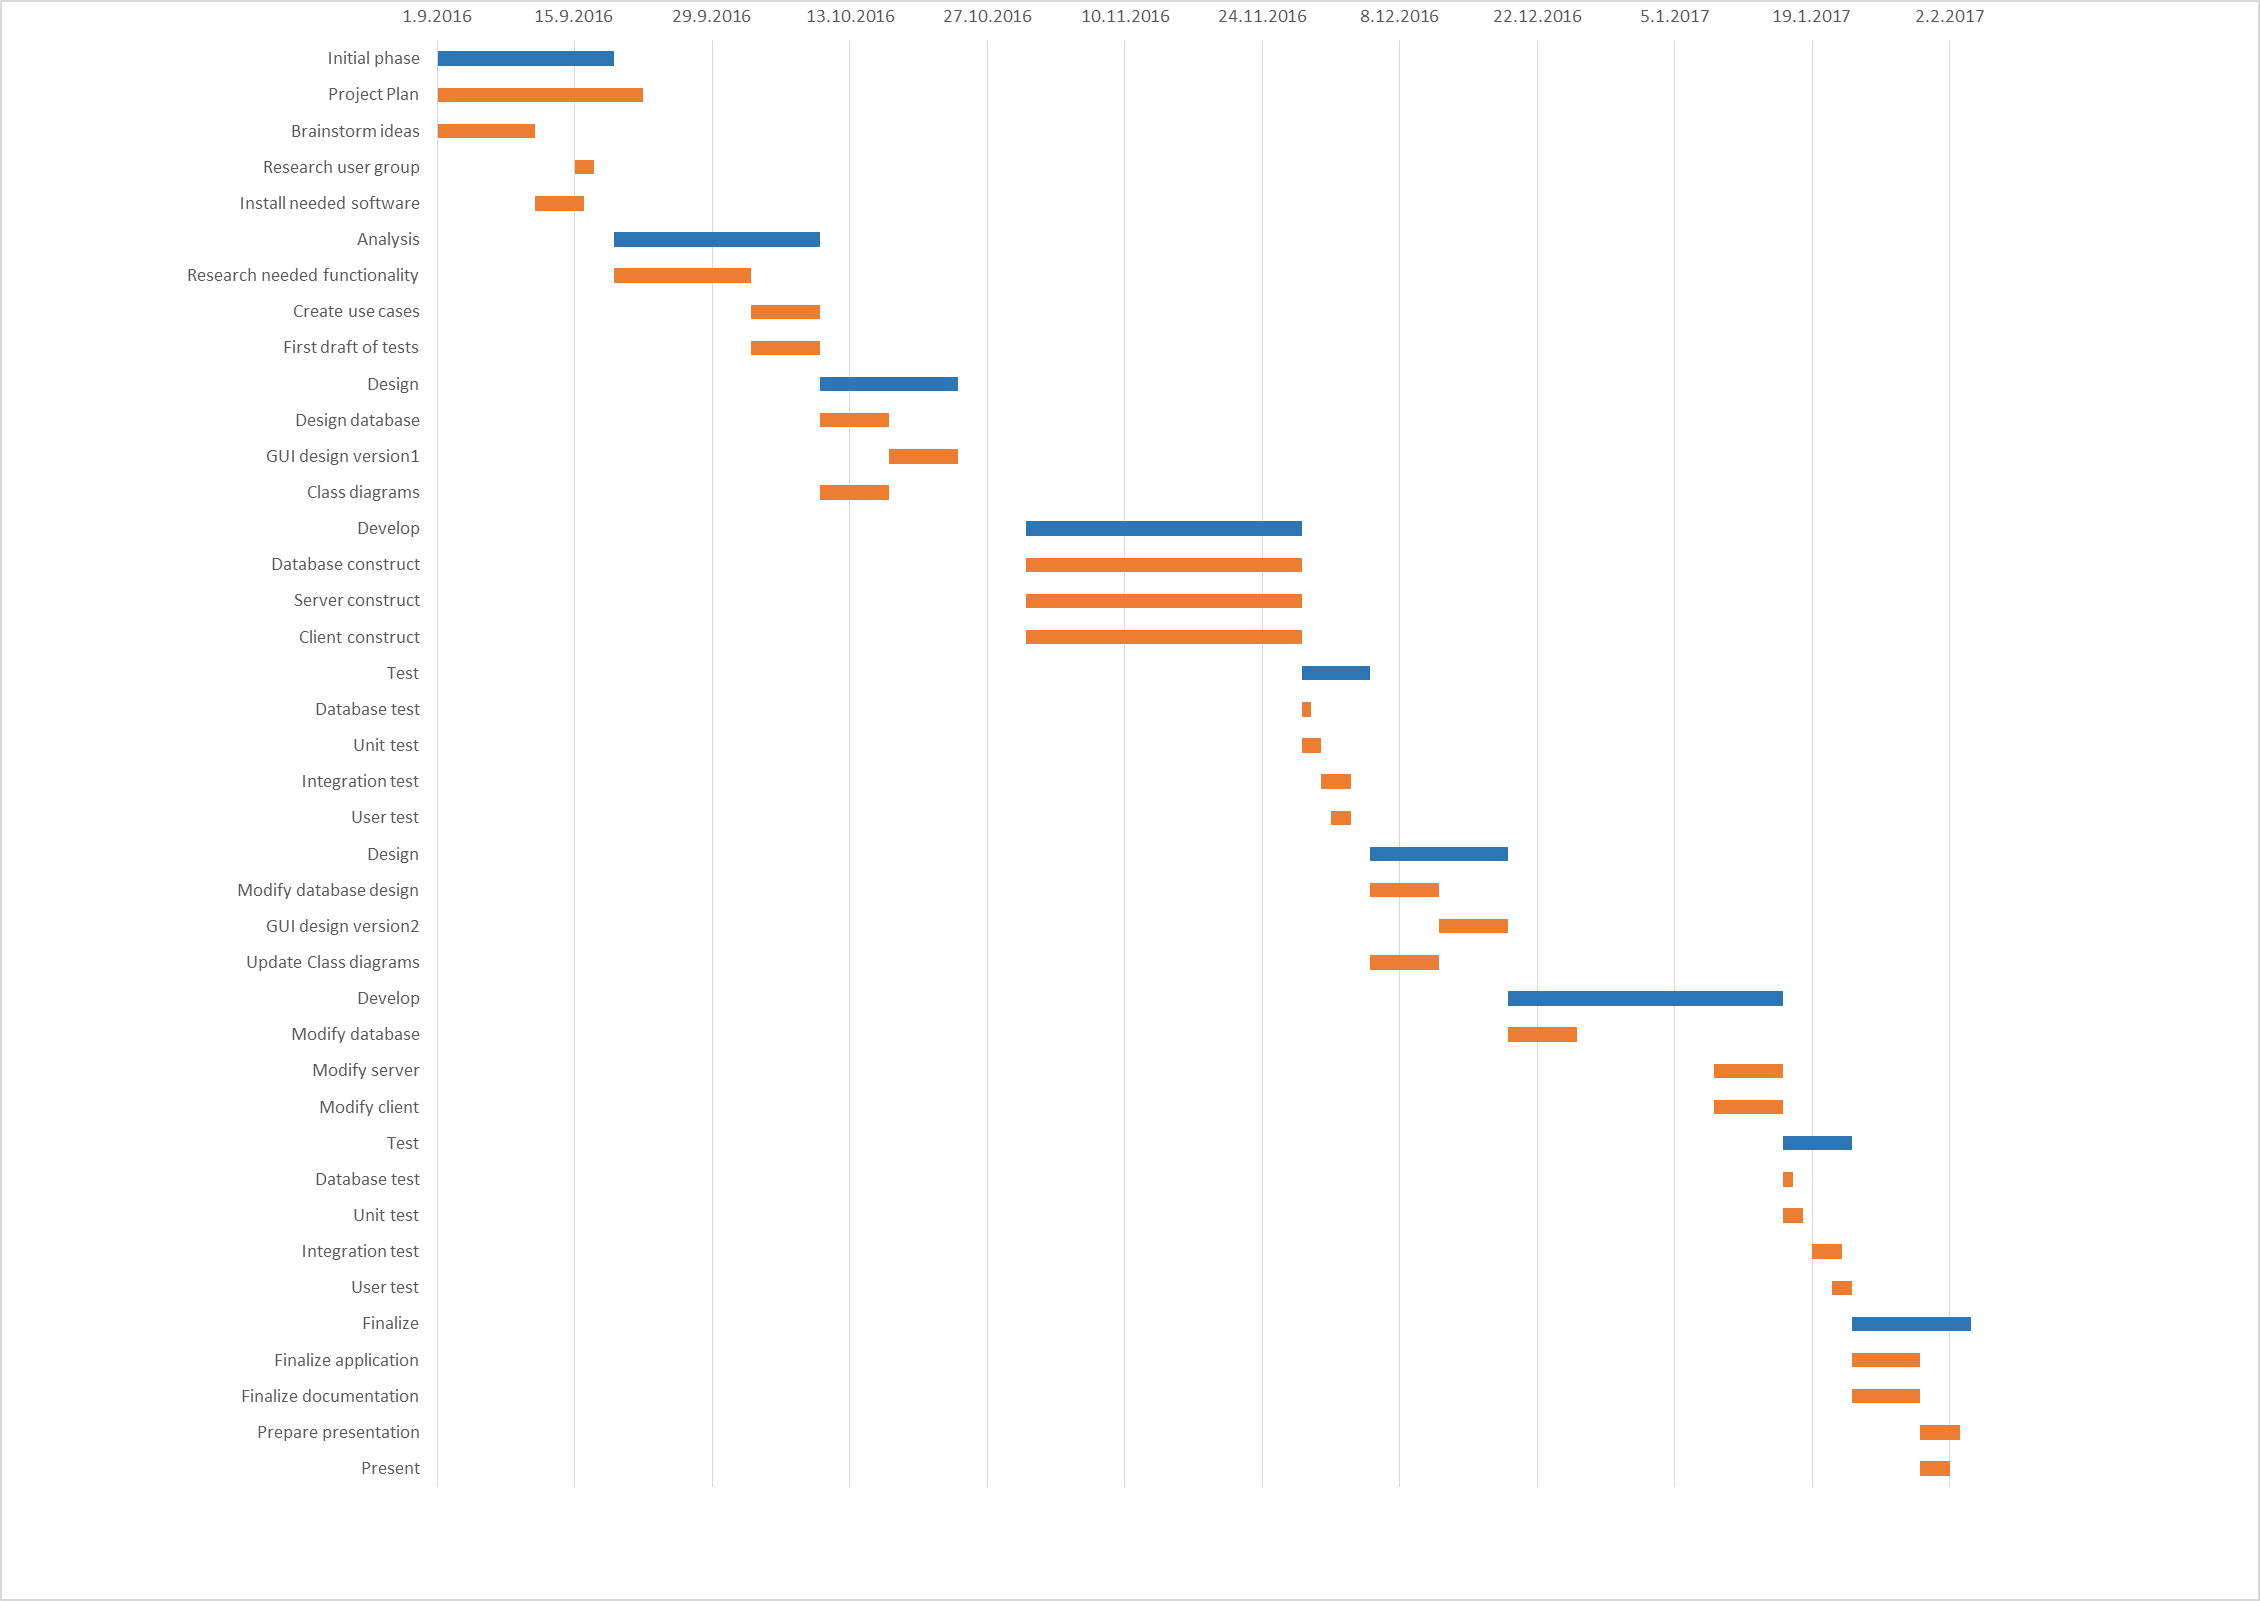 1.9.2016 15.9.2016 29.9.2016 13.10.2016 27.10.2016 10.11.2016 24.11.2016 8.12.2016 22.12.2016 5.1.2017 19.1.2017 2.2.2017
Initial phase
Project Plan
Brainstorm ideas
Research user group
Install needed software
Analysis
Research needed functionality
Create use cases
First draft of tests
Design
Design database
GUI design version1
Class diagrams
Develop
Database construct
Server construct
Client construct
Test
Database test
Unit test
Integration test
User test
Design
Modify database design
GUI design version2
Update Class diagrams
Develop
Modify database
Modify server
Modify client
Test
Database test
Unit test
Integration test
User test
Finalize
Finalize application
Finalize documentation
Prepare presentation
Present